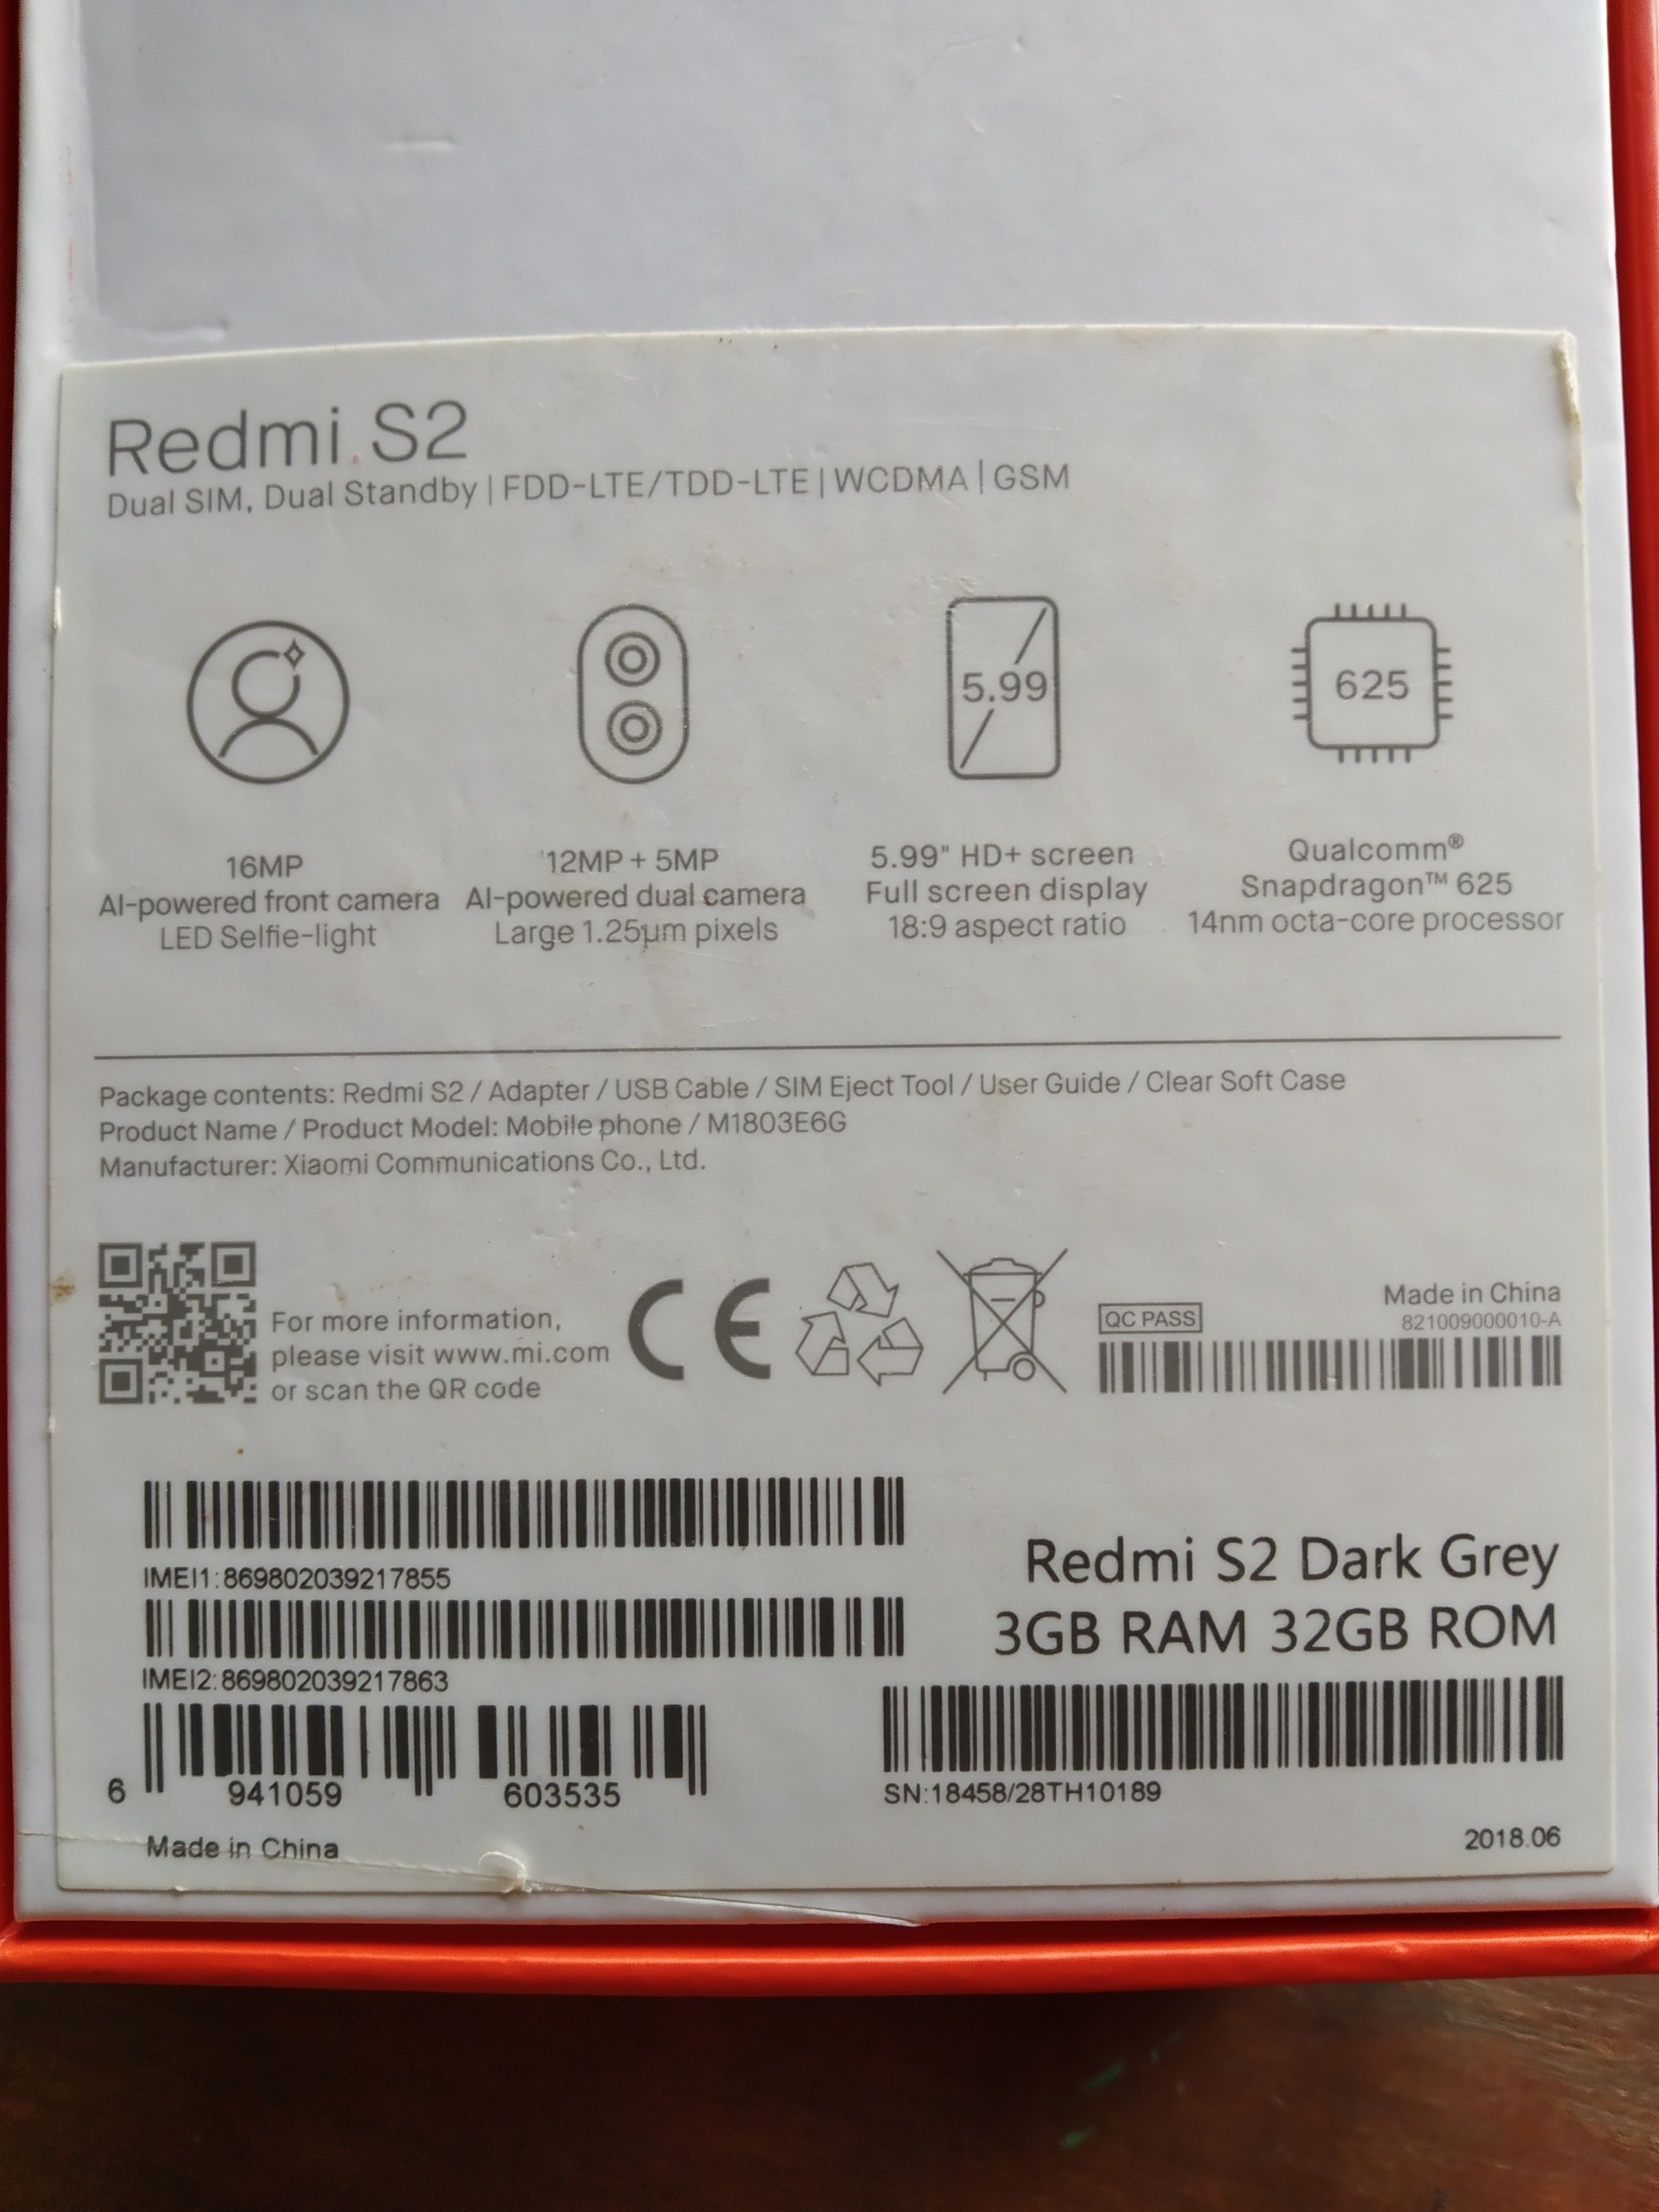 Redmi S2
Dual SIM, Dual Standby | FDD-LTE/TDD-LTE | WCDMA | GSM
5.99
625
16MP
AI-powered front camera
LED Selfie-light
12MP + 5MP
AI-powered dual camera
Large 1.25µm pixels
5.99" HD+ screen
Full screen display
18:9 aspect ratio
Qualcomm®
Snapdragon™ 625
14nm octa-core processor
Package contents: Redmi S2 / Adapter / USB Cable / SIM Eject Tool / User Guide / Clear Soft Case
Product Name / Product Model: Mobile phone / M1803E6G
Manufacturer: Xiaomi Communications Co., Ltd.
For more information,
please visit www.mi.com
or scan the QR code
CE
QC PASS
Made in China
821009000010-A
IMEI1:869802039217855
IMEI2:869802039217863
6 941059 603535
Made in China
Redmi S2 Dark Grey
3GB RAM 32GB ROM
SN:18458/28TH10189
2018.06